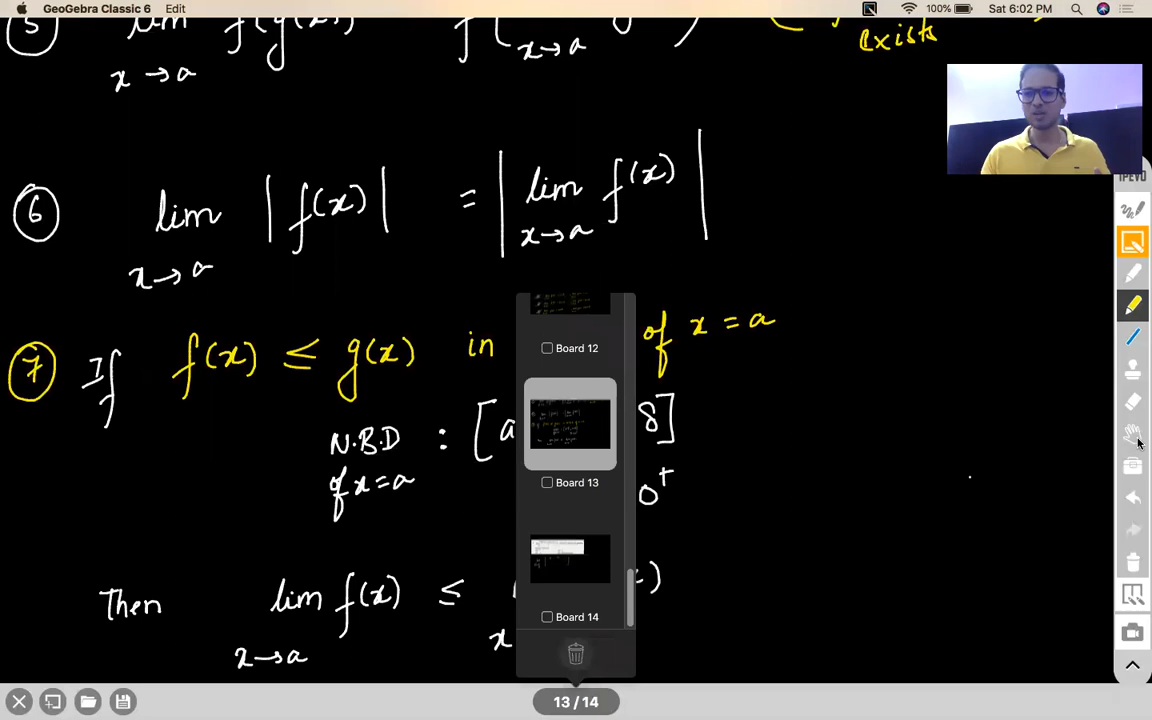 GeoGebra Classic 6 Edit 100% Sat 6:02 PM
5 lim f(g(x)) f(
x→a x→a exists
6 lim |f(x)| = |lim f(x)|
x→a x→a
7 If f(x) ≤ g(x) in of x = a
N.B.D : [a δ]
of x = a 0+
Then lim f(x) ≤ )
x→a x
Board 12
Board 13
Board 14
13 / 14
IPEVO